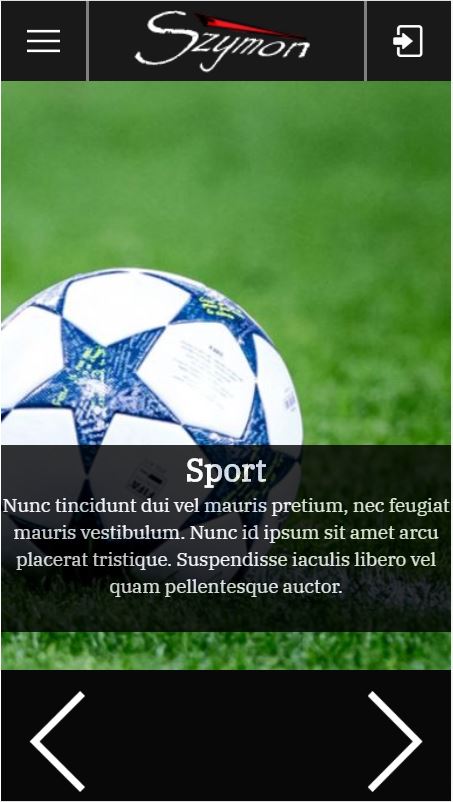 Szymon
Sport
Nunc tincidunt dui vel mauris pretium, nec feugiat
mauris vestibulum. Nunc id ipsum sit amet arcu
placerat tristique. Suspendisse iaculis libero vel
quam pellentesque auctor.